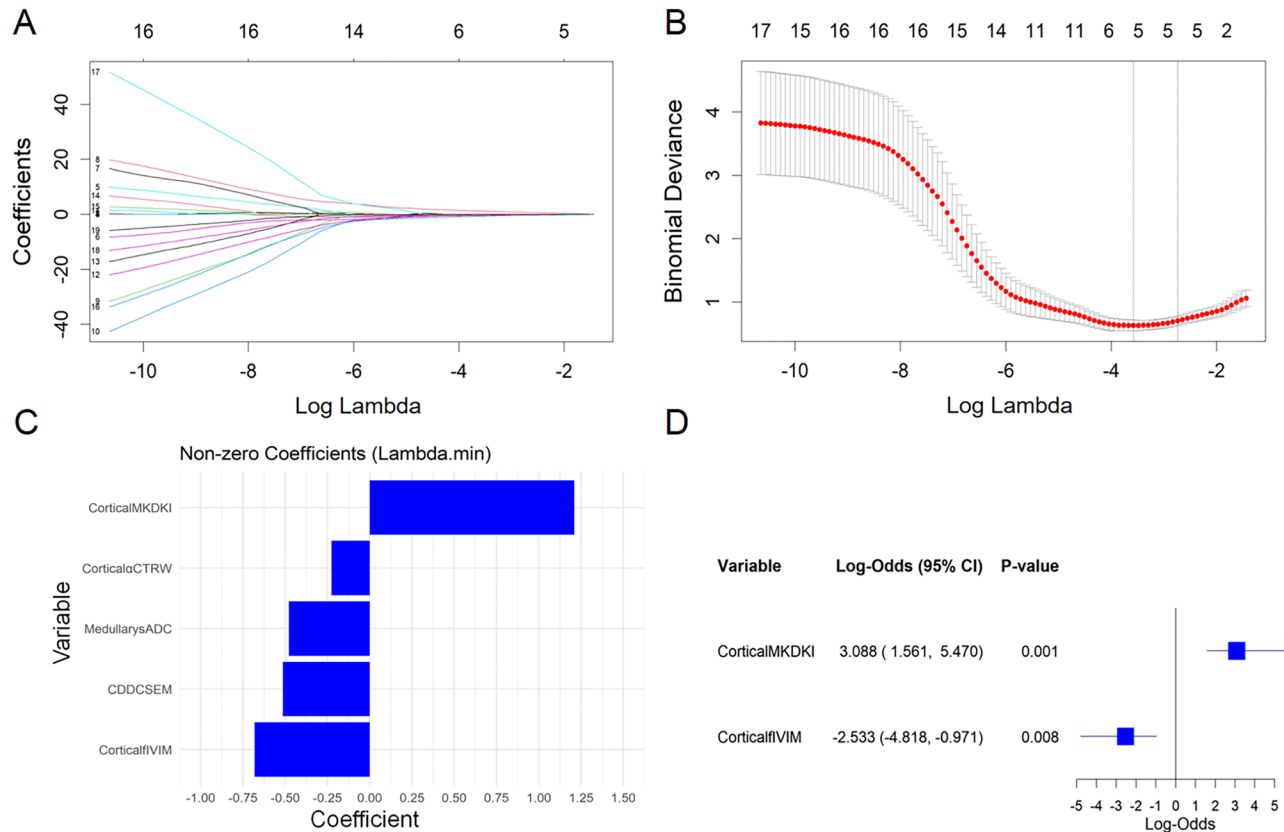 A
16 16 14 6 5
Coefficients
40
20
0
-20
-40
17
8
7
5
14
15
19
6
18
13
12
9
16
10
-10 -8 -6 -4 -2
Log Lambda
B
17 16 16 16 16 15 14 11 11 6 5 5 5 2
Binomial Deviance
4
3
2
1
-10 -8 -6 -4 -2
Log Lambda
C
Non-zero Coefficients (Lambda.min)
Variable
CorticalMKDKI
CorticalαCTRW
MedullarysADC
CDDCSEM
CorticalfIVIM
-1.00 -0.75 -0.50 -0.25 0.00 0.25 0.50 0.75 1.00 1.25 1.50
Coefficient
D
Variable Log-Odds (95% CI) P-value
CorticalMKDKI 3.088 ( 1.561, 5.470) 0.001
CorticalfIVIM -2.533 (-4.818, -0.971) 0.008
-5 -4 -3 -2 -1 0 1 2 3 4 5
Log-Odds